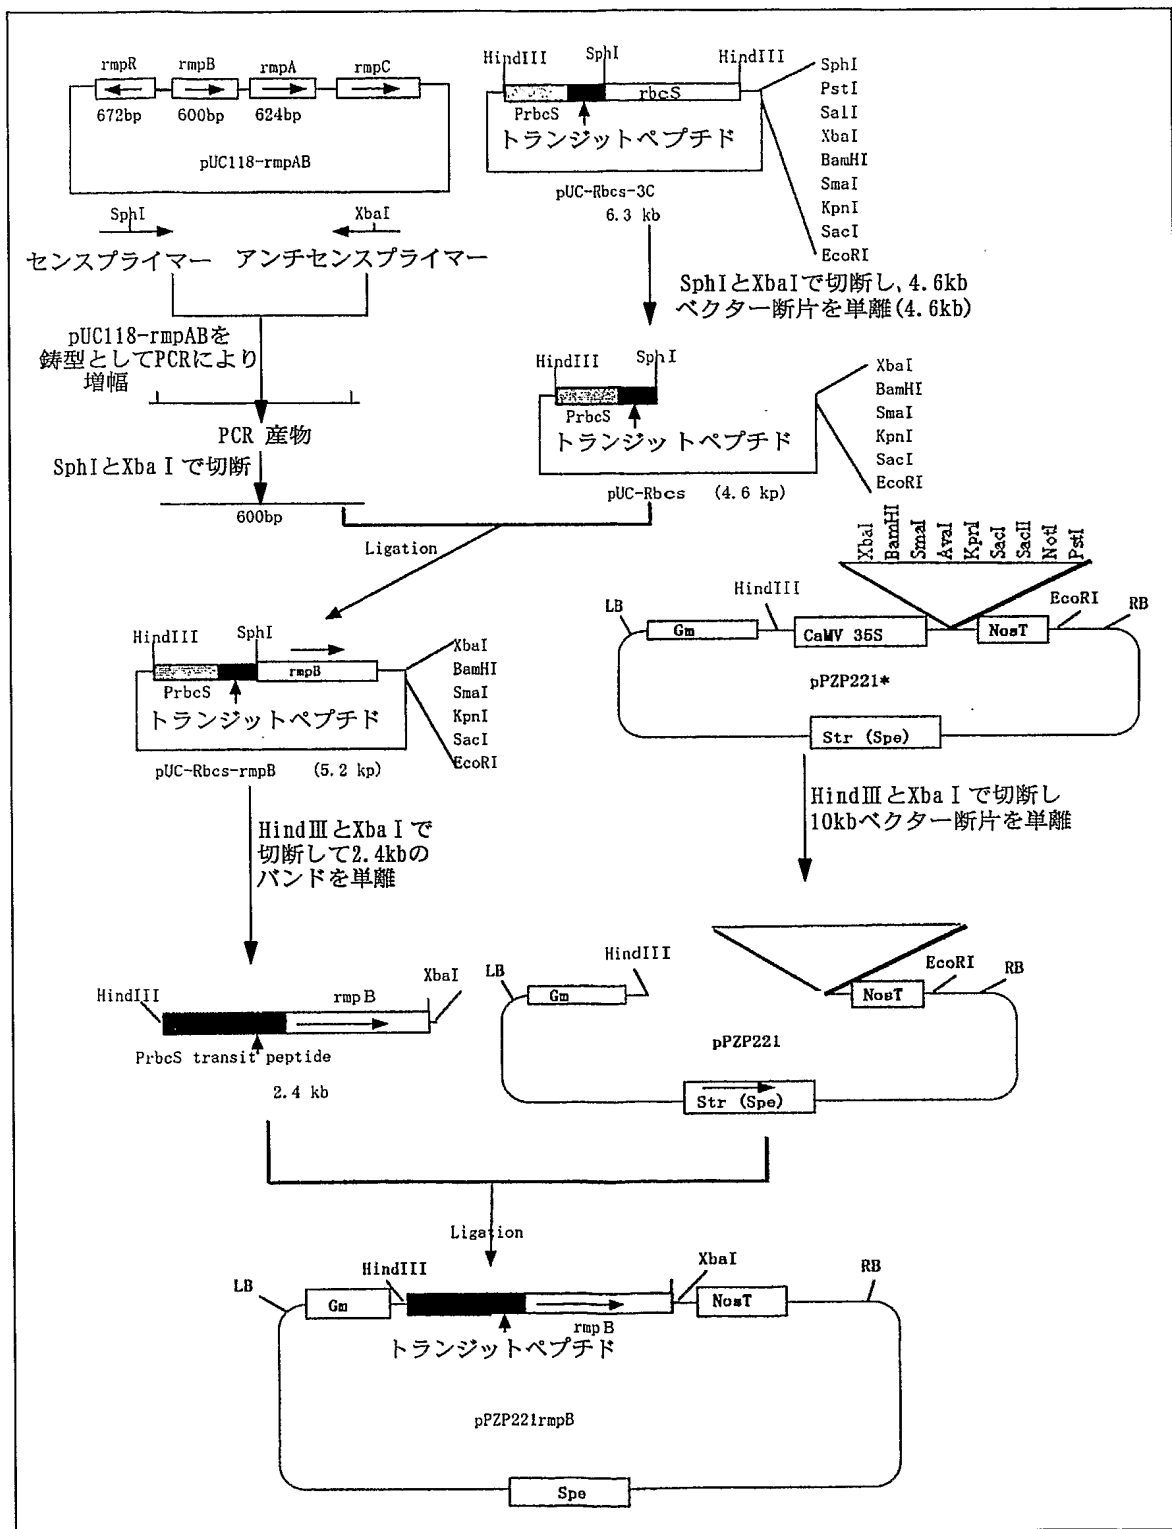 rmpR rmpB rmpA rmpC
672bp 600bp 624bp
pUC118-rmpAB
SphI XbaI
センスプライマー アンチセンスプライマー
pUC118-rmpABを
鋳型としてPCRにより
増幅
PCR 産物
SphIとXba I で切断
600bp
HindIII SphI HindIII
rbcS
PrbcS
トランジットペプチド
pUC-Rbcs-3C
6.3 kb
SphI
PstI
SalI
XbaI
BamHI
SmaI
KpnI
SacI
EcoRI
SphIとXbaIで切断し, 4.6kb
ベクター断片を単離(4.6kb)
HindIII SphI
PrbcS
トランジットペプチド
pUC-Rbcs (4.6 kp)
XbaI
BamHI
SmaI
KpnI
SacI
EcoRI
Ligation
HindIII SphI
rmpB
PrbcS
トランジットペプチド
pUC-Rbcs-rmpB (5.2 kp)
XbaI
BamHI
SmaI
KpnI
SacI
EcoRI
XbaI
BamHI
SmaI
AvaI
KpnI
SacI
SacII
NotI
PstI
LB HindIII EcoRI RB
Gm CaMV 35S NosT
pPZP221*
Str (Spe)
HindⅢとXba I で
切断して2.4kbの
バンドを単離
HindⅢとXba I で切断し
10kbベクター断片を単離
HindIII rmp B XbaI
PrbcS transit peptide
2.4 kb
LB HindIII EcoRI RB
Gm NosT
pPZP221
Str (Spe)
Ligation
LB HindIII XbaI RB
Gm NosT
rmp B
トランジットペプチド
pPZP221rmpB
Spe